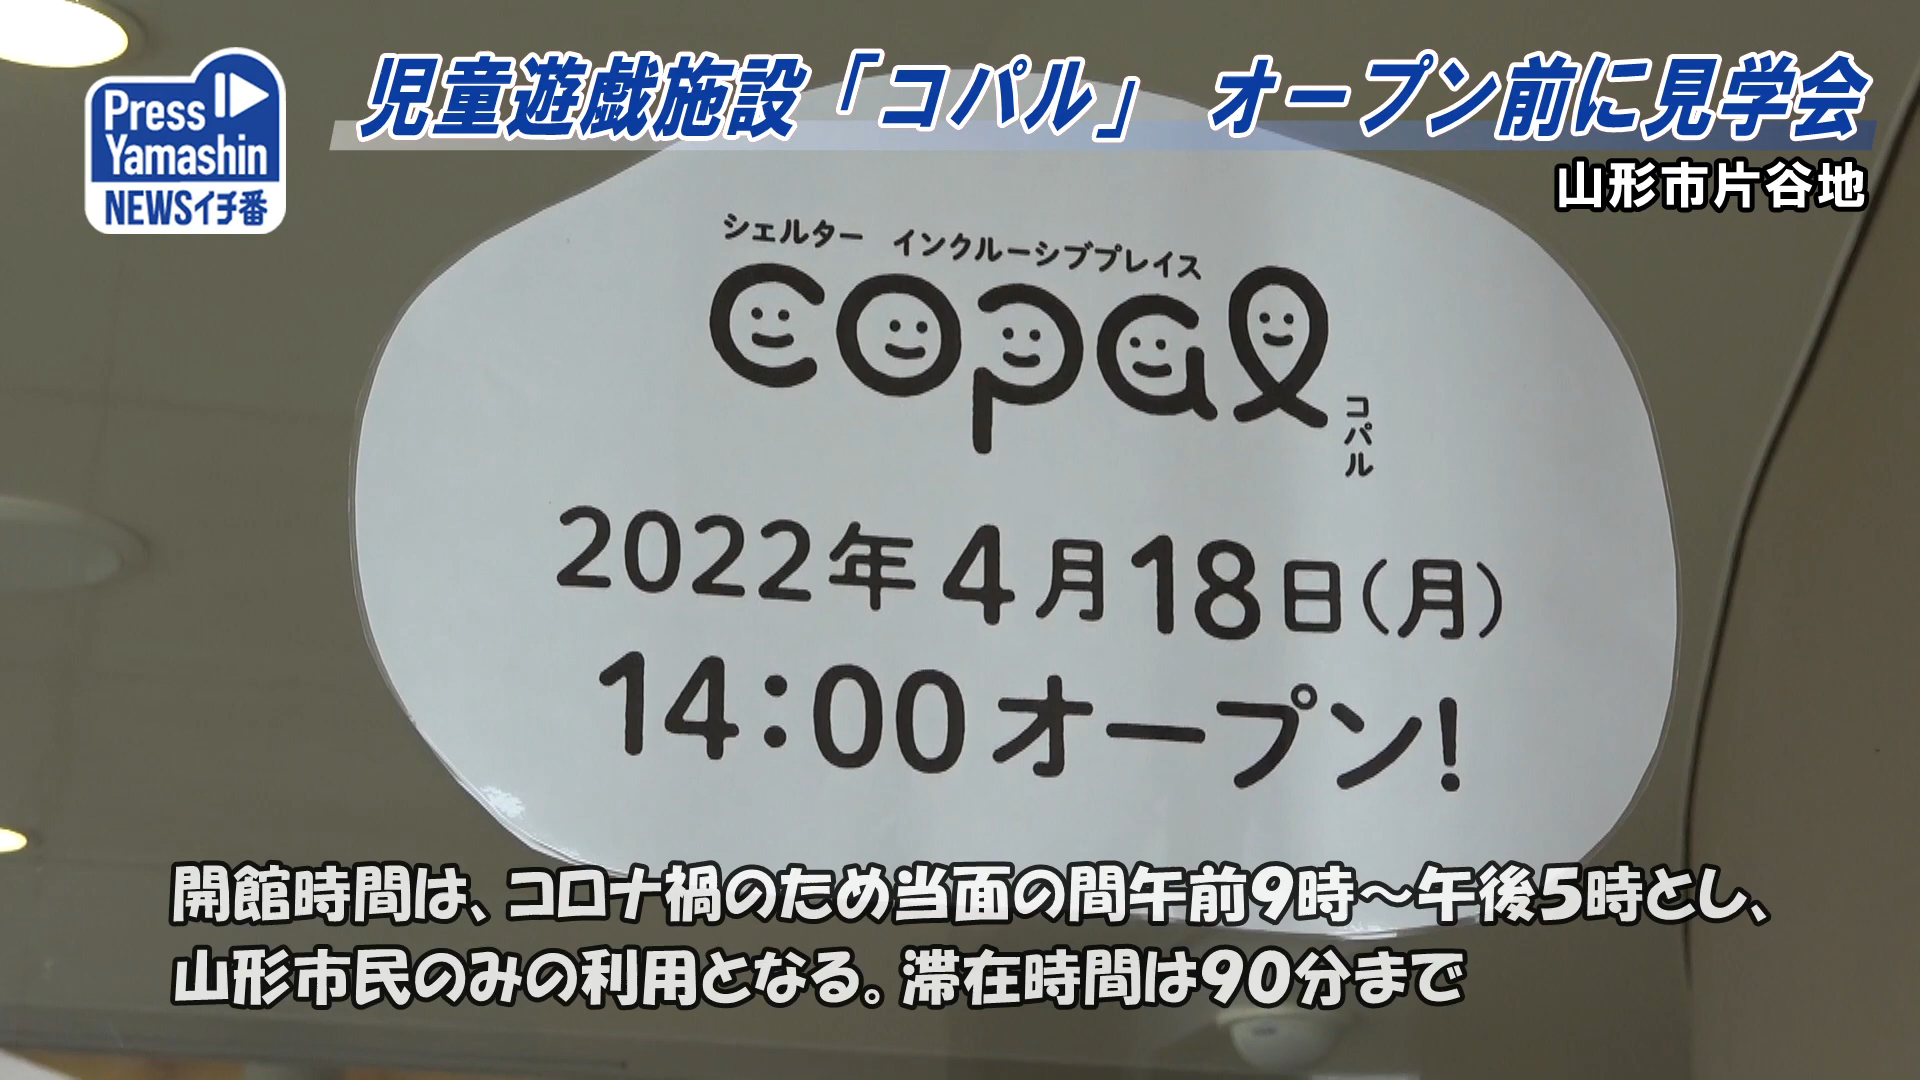 児童遊戯施設「コパル」 オープン前に見学会
山形市片谷地
Press
Yamashin
NEWSイチ番
シェルター インクルーシブプレイス
copal
コパル
2022年4月18日(月)
14:00オープン!
開館時間は、コロナ禍のため当面の間午前9時～午後5時とし、
山形市民のみの利用となる。滞在時間は90分まで